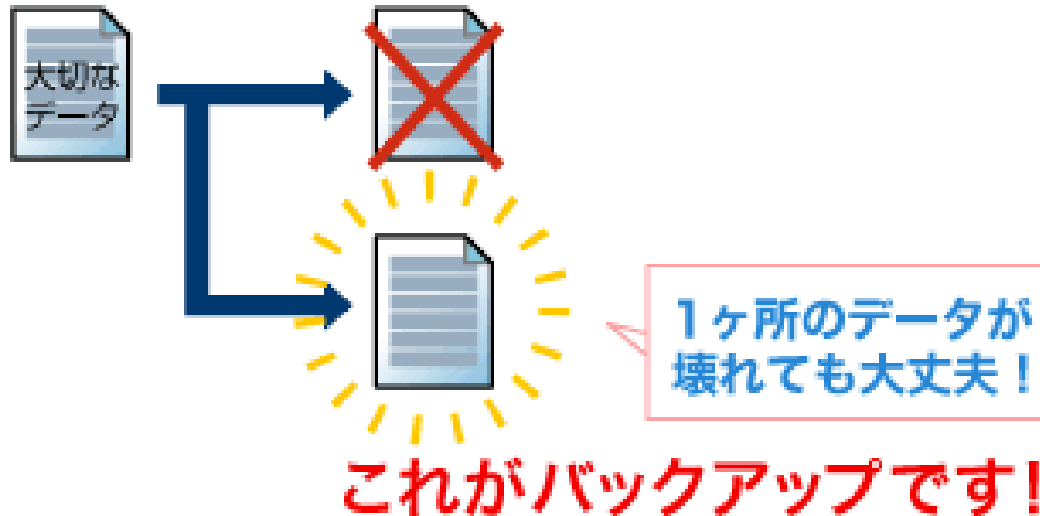 大切な
データ
1ヶ所のデータが
壊れても大丈夫！
これがバックアップです!